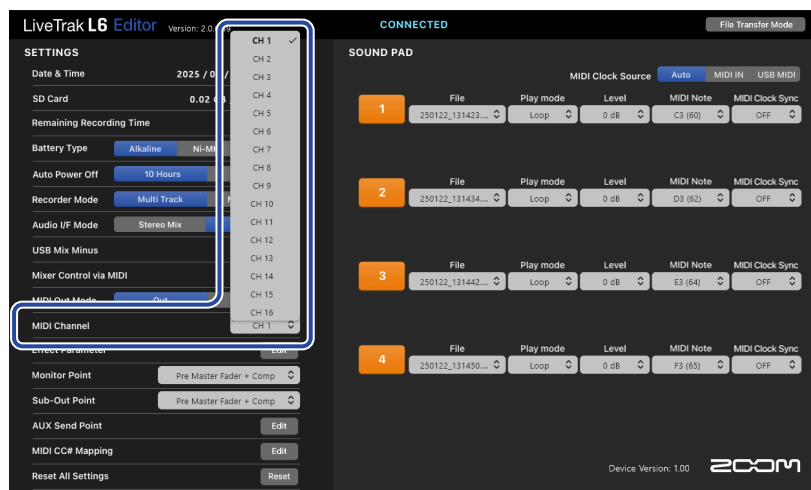 LiveTrak L6 Editor Version: 2.0.
CONNECTED
File Transfer Mode
SETTINGS
Date & Time 2025 /
SD Card 0.02
Remaining Recording Time
Battery Type Alkaline
Auto Power Off 10 Hours
Recorder Mode Multi Track
Audio I/F Mode Stereo Mix
USB Mix Minus
Mixer Control via MIDI
MIDI Out Mode Out
MIDI Channel CH 1
Effect Parameter Edit
Monitor Point Pre Master Fader + Comp
Sub-Out Point Pre Master Fader + Comp
AUX Send Point Edit
MIDI CC# Mapping Edit
Reset All Settings Reset
CH 1 ✓
CH 2
CH 3
CH 4
CH 5
CH 6
CH 7
CH 8
CH 9
CH 10
CH 11
CH 12
CH 13
CH 14
CH 15
CH 16
SOUND PAD
MIDI Clock Source Auto MIDI IN USB MIDI
File Play mode Level MIDI Note MIDI Clock Sync
1 250122_131423.... Loop 0 dB C3 (60) OFF
File Play mode Level MIDI Note MIDI Clock Sync
2 250122_131434.... Loop 0 dB D3 (62) OFF
File Play mode Level MIDI Note MIDI Clock Sync
3 250122_131442.... Loop 0 dB E3 (64) OFF
File Play mode Level MIDI Note MIDI Clock Sync
4 250122_131450.... Loop 0 dB F3 (65) OFF
Device Version: 1.00 ZOOM